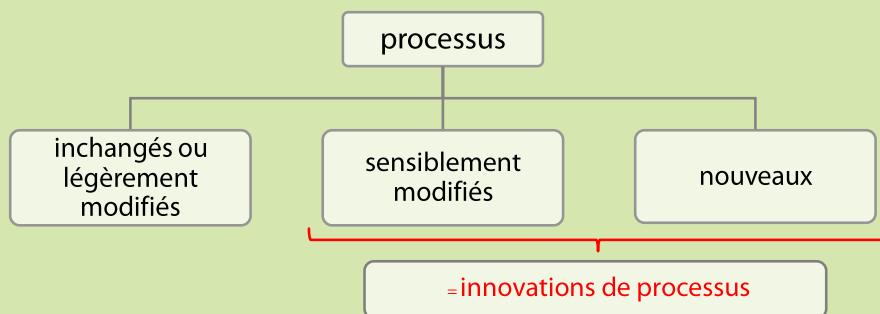 processus
inchangés ou
légèrement
modifiés
sensiblement
modifiés
nouveaux
= innovations de processus